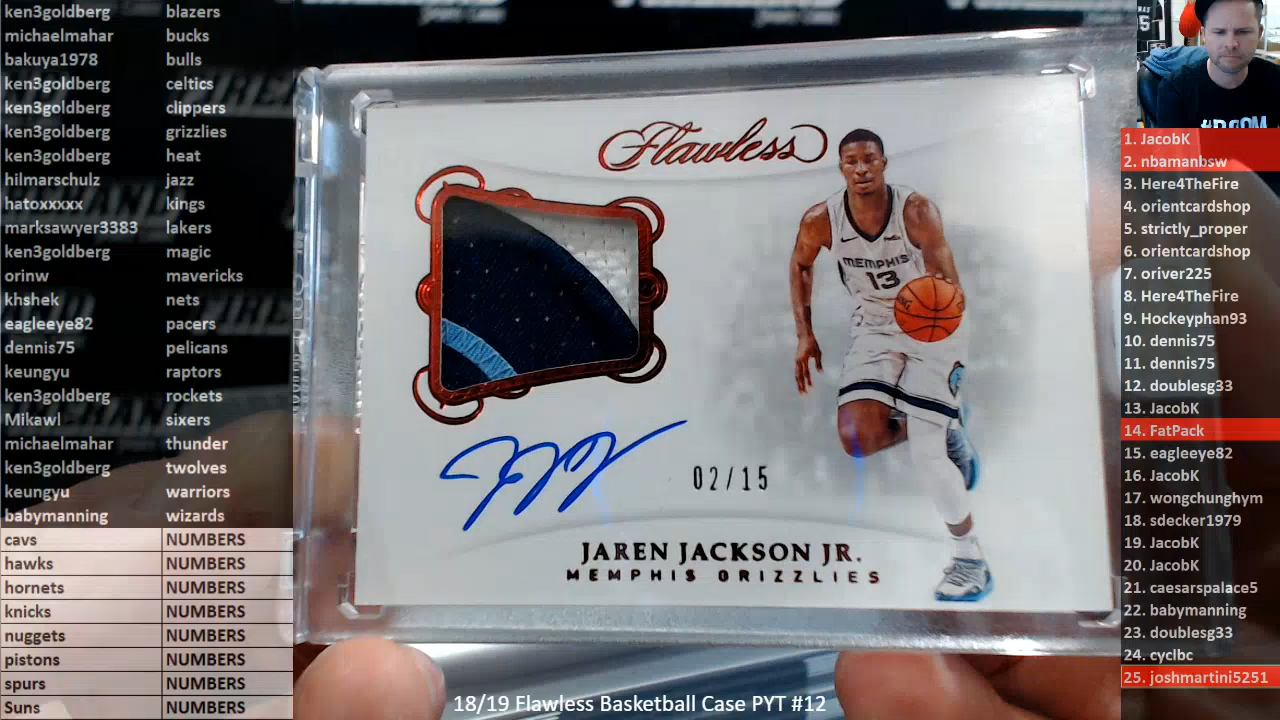 ken3goldberg blazers
michaelmahar bucks
bakuya1978 bulls
ken3goldberg celtics
ken3goldberg clippers
ken3goldberg grizzlies
ken3goldberg heat
hilmarschulz jazz
hatoxxxxx kings
marksawyer3383 lakers
ken3goldberg magic
orinw mavericks
khshek nets
eagleeye82 pacers
dennis75 pelicans
keungyu raptors
ken3goldberg rockets
Mikawl sixers
michaelmahar thunder
ken3goldberg twolves
keungyu warriors
babymanning wizards
cavs NUMBERS
hawks NUMBERS
hornets NUMBERS
knicks NUMBERS
nuggets NUMBERS
pistons NUMBERS
spurs NUMBERS
Suns NUMBERS
Flawless
MEMPHIS
13
02/15
JAREN JACKSON JR.
MEMPHIS GRIZZLIES
18/19 Flawless Basketball Case PYT #12
1. JacobK
2. nbamanbsw
3. Here4TheFire
4. orientcardshop
5. strictly_proper
6. orientcardshop
7. oriver225
8. Here4TheFire
9. Hockeyphan93
10. dennis75
11. dennis75
12. doublesg33
13. JacobK
14. FatPack
15. eagleeye82
16. JacobK
17. wongchunghym
18. sdecker1979
19. JacobK
20. JacobK
21. caesarspalace5
22. babymanning
23. doublesg33
24. cyclbc
25. joshmartini5251